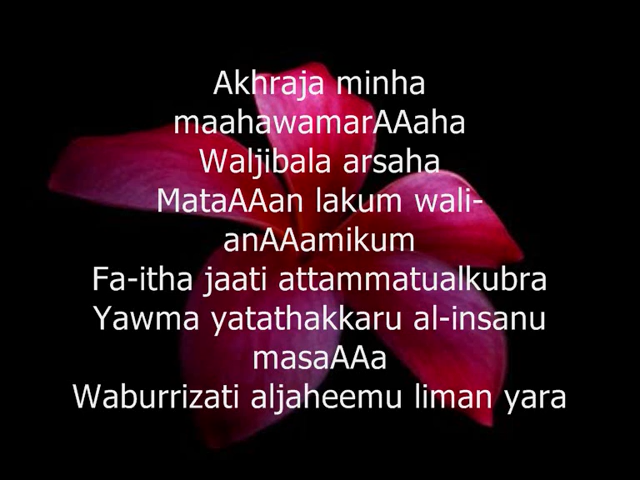 Akhraja minha
maahawamarAAaha
Waljibala arsaha
MataAAan lakum wali-
anAAamikum
Fa-itha jaati attammatualkubra
Yawma yatathakkaru al-insanu
masaAAa
Waburrizati aljaheemu liman yara